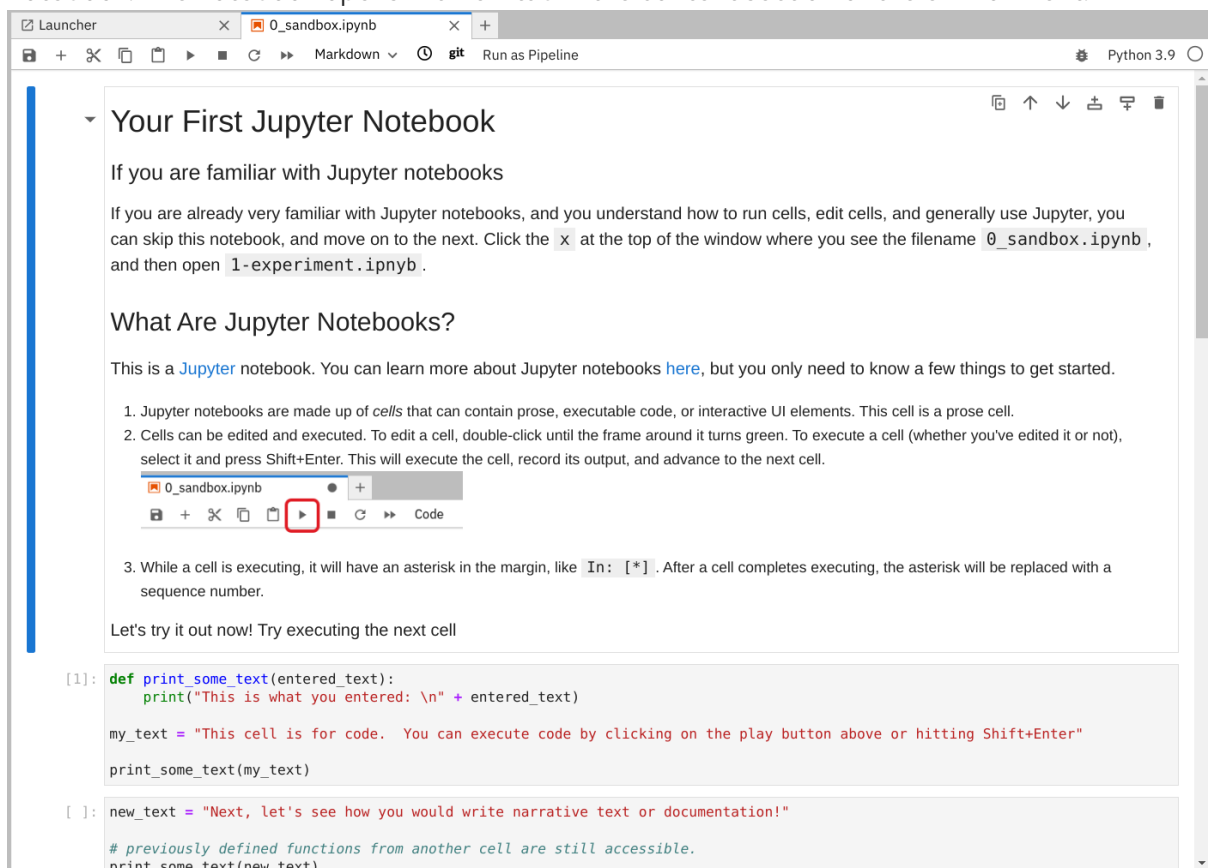 Launcher
0_sandbox.ipynb
Markdown
git
Run as Pipeline
Python 3.9
Your First Jupyter Notebook
If you are familiar with Jupyter notebooks
If you are already very familiar with Jupyter notebooks, and you understand how to run cells, edit cells, and generally use Jupyter, you
can skip this notebook, and move on to the next. Click the x at the top of the window where you see the filename 0_sandbox.ipynb ,
and then open 1-experiment.ipnyb .
What Are Jupyter Notebooks?
This is a Jupyter notebook. You can learn more about Jupyter notebooks here, but you only need to know a few things to get started.
1. Jupyter notebooks are made up of cells that can contain prose, executable code, or interactive UI elements. This cell is a prose cell.
2. Cells can be edited and executed. To edit a cell, double-click until the frame around it turns green. To execute a cell (whether you've edited it or not),
select it and press Shift+Enter. This will execute the cell, record its output, and advance to the next cell.
0_sandbox.ipynb
Code
3. While a cell is executing, it will have an asterisk in the margin, like In: [*] . After a cell completes executing, the asterisk will be replaced with a
sequence number.
Let's try it out now! Try executing the next cell
[1]: def print_some_text(entered_text):
print("This is what you entered: \n" + entered_text)
my_text = "This cell is for code.  You can execute code by clicking on the play button above or hitting Shift+Enter"
print_some_text(my_text)
[ ]: new_text = "Next, let's see how you would write narrative text or documentation!"
# previously defined functions from another cell are still accessible.
print_some_text(new_text)